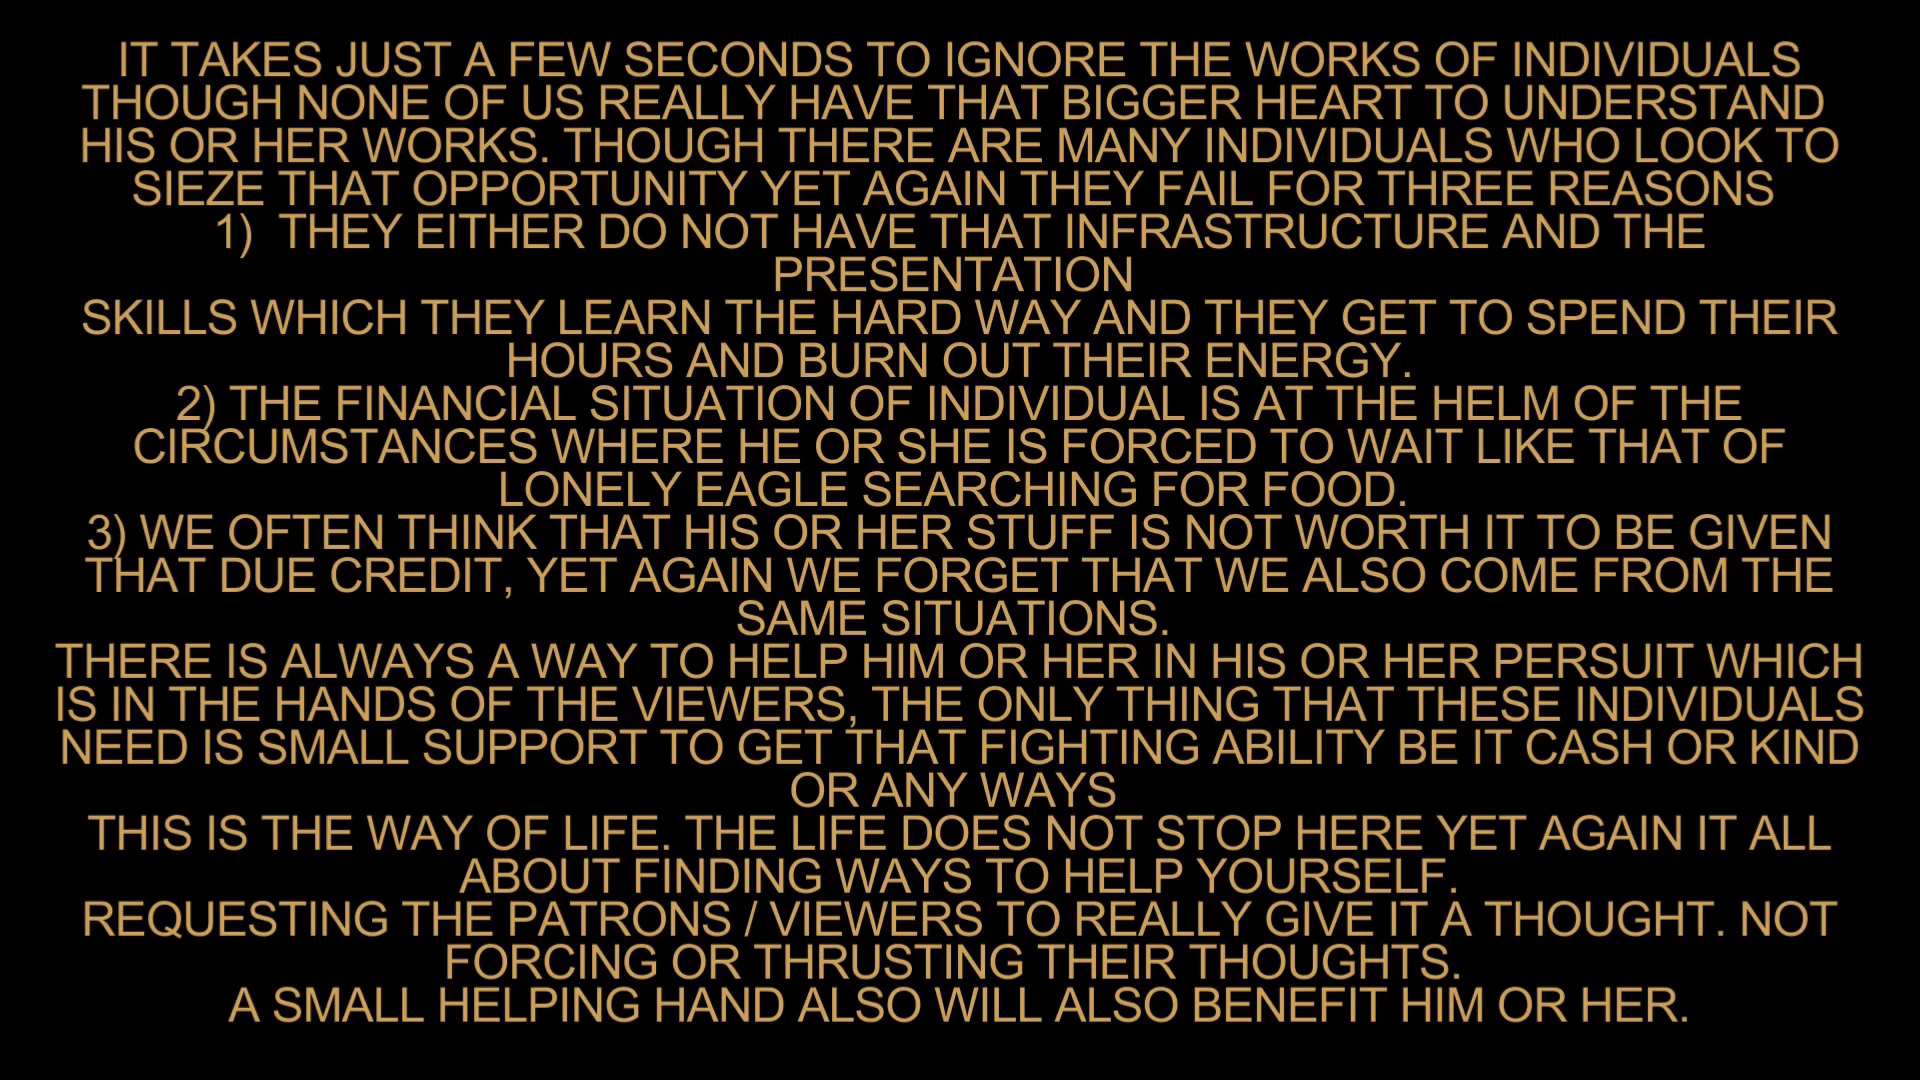 IT TAKES JUST A FEW SECONDS TO IGNORE THE WORKS OF INDIVIDUALS
THOUGH NONE OF US REALLY HAVE THAT BIGGER HEART TO UNDERSTAND
HIS OR HER WORKS. THOUGH THERE ARE MANY INDIVIDUALS WHO LOOK TO
SIEZE THAT OPPORTUNITY YET AGAIN THEY FAIL FOR THREE REASONS
1)  THEY EITHER DO NOT HAVE THAT INFRASTRUCTURE AND THE
PRESENTATION
SKILLS WHICH THEY LEARN THE HARD WAY AND THEY GET TO SPEND THEIR
HOURS AND BURN OUT THEIR ENERGY.
2) THE FINANCIAL SITUATION OF INDIVIDUAL IS AT THE HELM OF THE
CIRCUMSTANCES WHERE HE OR SHE IS FORCED TO WAIT LIKE THAT OF
LONELY EAGLE SEARCHING FOR FOOD.
3) WE OFTEN THINK THAT HIS OR HER STUFF IS NOT WORTH IT TO BE GIVEN
THAT DUE CREDIT, YET AGAIN WE FORGET THAT WE ALSO COME FROM THE
SAME SITUATIONS.
THERE IS ALWAYS A WAY TO HELP HIM OR HER IN HIS OR HER PERSUIT WHICH
IS IN THE HANDS OF THE VIEWERS, THE ONLY THING THAT THESE INDIVIDUALS
NEED IS SMALL SUPPORT TO GET THAT FIGHTING ABILITY BE IT CASH OR KIND
OR ANY WAYS
THIS IS THE WAY OF LIFE. THE LIFE DOES NOT STOP HERE YET AGAIN IT ALL
ABOUT FINDING WAYS TO HELP YOURSELF.
REQUESTING THE PATRONS / VIEWERS TO REALLY GIVE IT A THOUGHT. NOT
FORCING OR THRUSTING THEIR THOUGHTS.
A SMALL HELPING HAND ALSO WILL ALSO BENEFIT HIM OR HER.